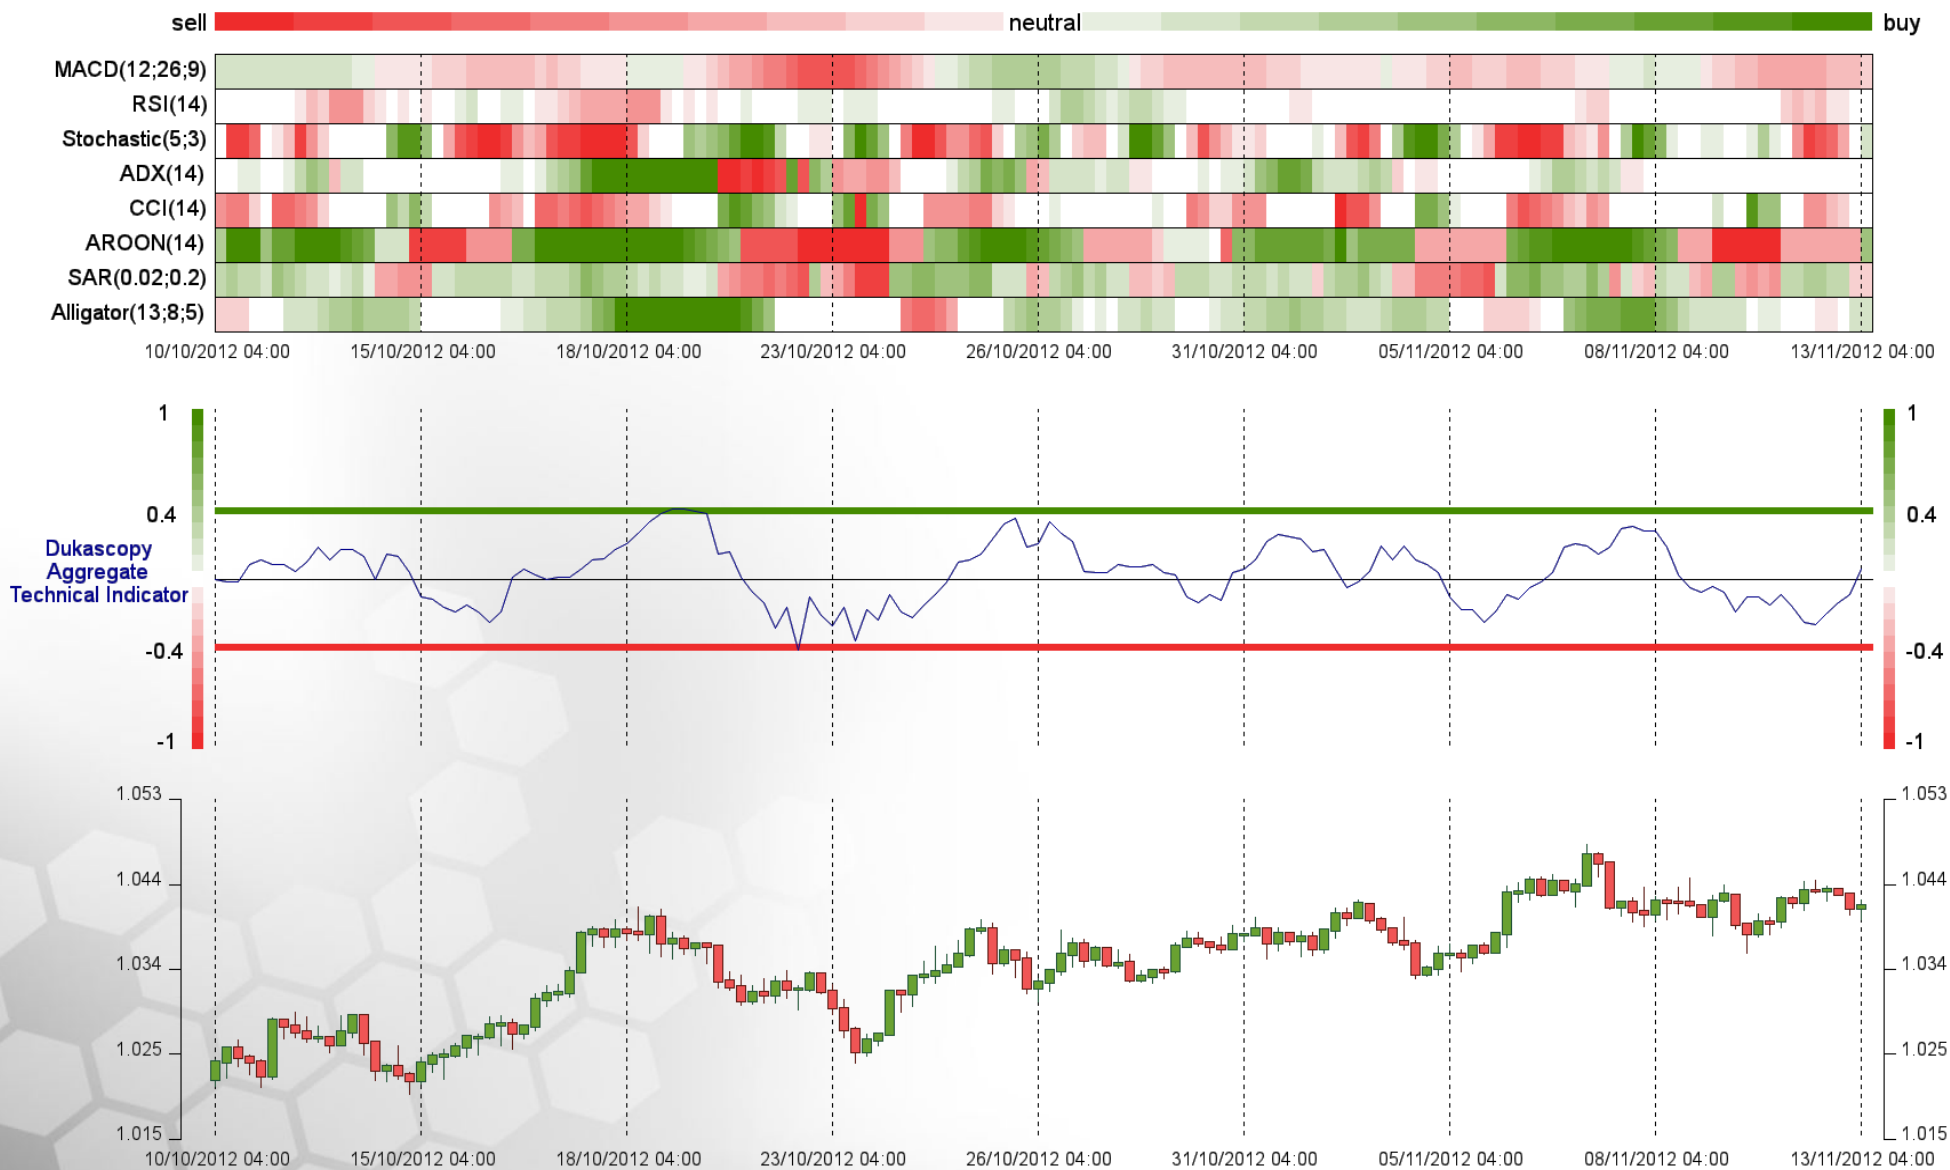 sell neutral buy
MACD(12;26;9)
RSI(14)
Stochastic(5;3)
ADX(14)
CCI(14)
AROON(14)
SAR(0.02;0.2)
Alligator(13;8;5)
10/10/2012 04:00 15/10/2012 04:00 18/10/2012 04:00 23/10/2012 04:00 26/10/2012 04:00 31/10/2012 04:00 05/11/2012 04:00 08/11/2012 04:00 13/11/2012 04:00
1 1
0.4 0.4
Dukascopy
Aggregate
Technical Indicator
-0.4 -0.4
-1 -1
1.053 1.053
1.044 1.044
1.034 1.034
1.025 1.025
1.015 1.015
10/10/2012 04:00 15/10/2012 04:00 18/10/2012 04:00 23/10/2012 04:00 26/10/2012 04:00 31/10/2012 04:00 05/11/2012 04:00 08/11/2012 04:00 13/11/2012 04:00